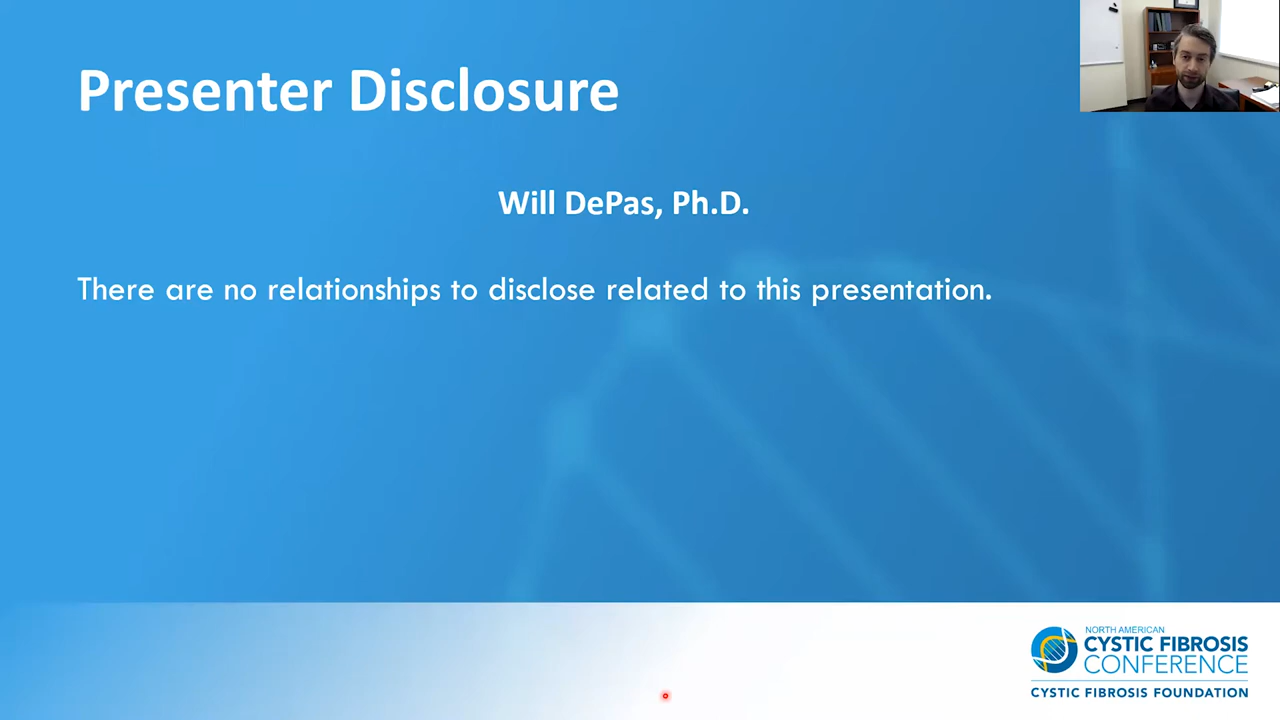 Presenter Disclosure
Will DePas, Ph.D.
There are no relationships to disclose related to this presentation.
NORTH AMERICAN
CYSTIC FIBROSIS
CONFERENCE
CYSTIC FIBROSIS FOUNDATION